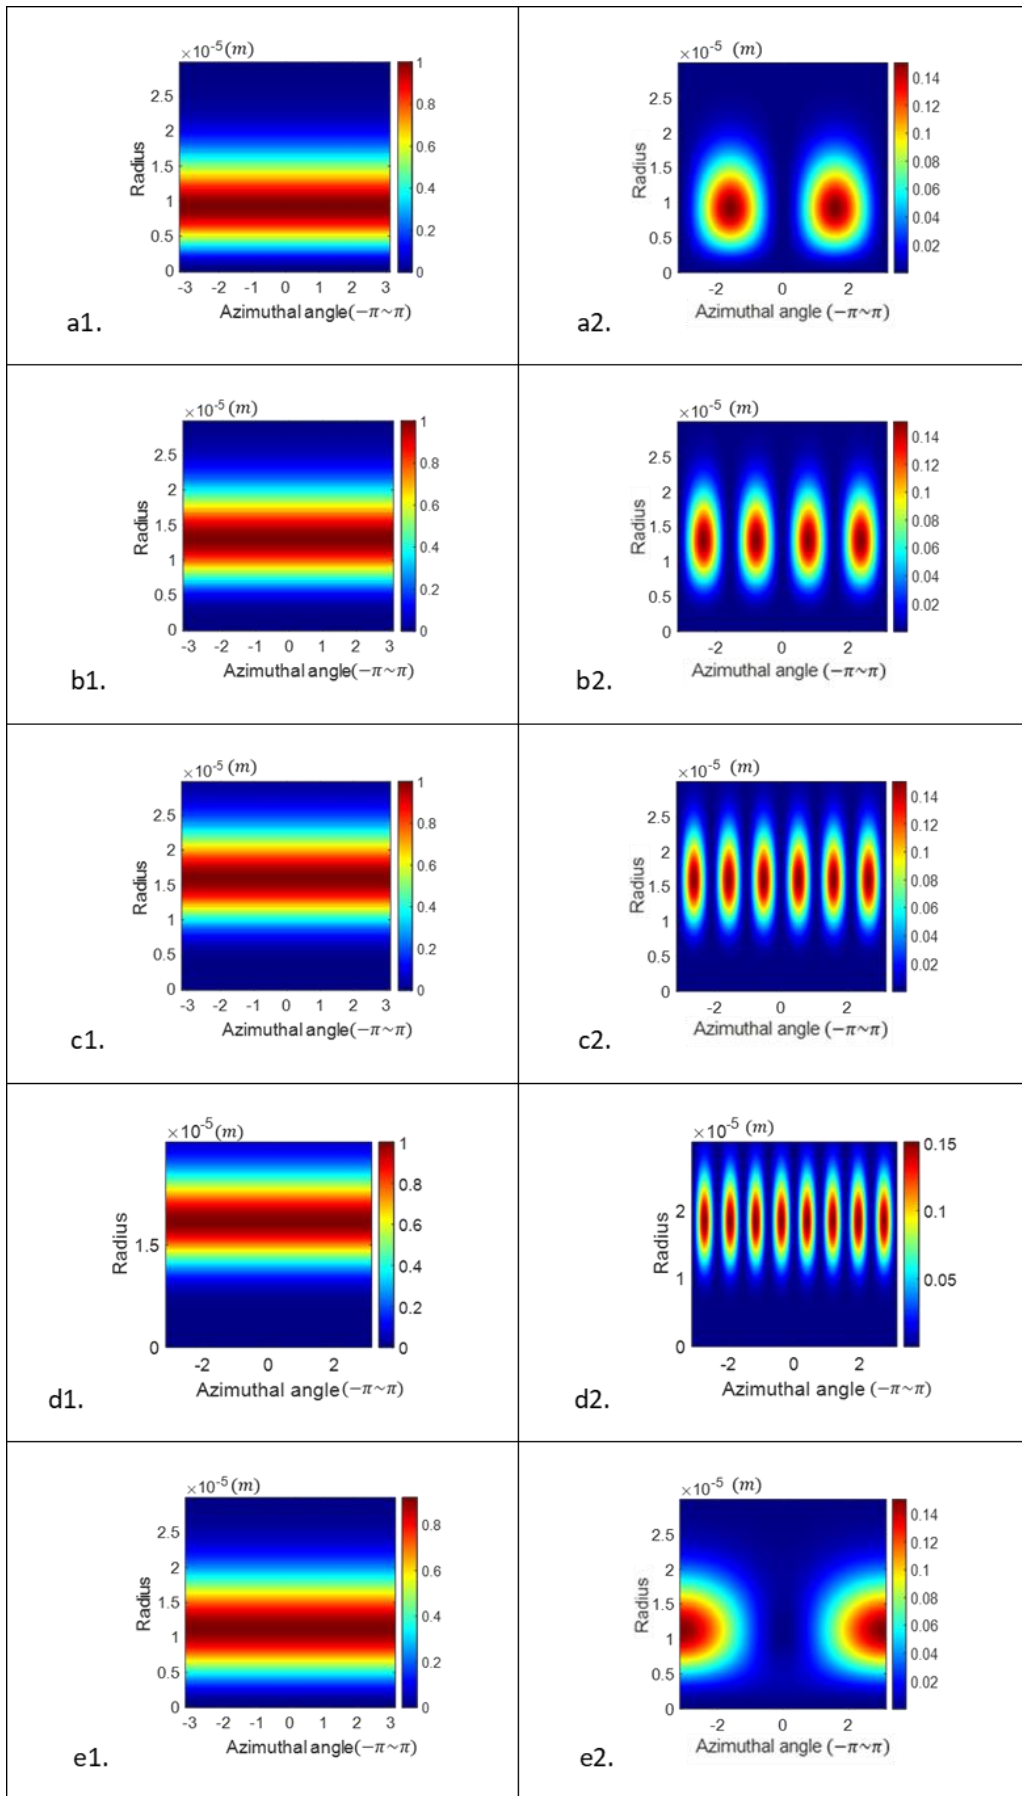 ×10⁻⁵(m)
1
2.5
0.8
2
0.6
1.5
Radius
1
0.4
0.5
0.2
0
0
-3 -2 -1 0 1 2 3
Azimuthal angle(−π~π)
a1.
×10⁻⁵ (m)
0.14
2.5
0.12
2
0.1
1.5
Radius
0.08
1
0.06
0.04
0.5
0.02
0
-2 0 2
Azimuthal angle (−π~π)
a2.
×10⁻⁵(m)
1
2.5
0.8
2
0.6
1.5
Radius
0.4
1
0.5
0.2
0
0
-3 -2 -1 0 1 2 3
Azimuthal angle(−π~π)
b1.
×10⁻⁵ (m)
0.14
2.5
0.12
2
0.1
1.5
Radius
0.08
1
0.06
0.04
0.5
0.02
0
-2 0 2
Azimuthal angle (−π~π)
b2.
×10⁻⁵ (m)
1
2.5
0.8
2
0.6
1.5
Radius
0.4
1
0.5
0.2
0
0
-3 -2 -1 0 1 2 3
Azimuthal angle(−π~π)
c1.
×10⁻⁵ (m)
0.14
2.5
0.12
2
0.1
1.5
Radius
0.08
1
0.06
0.04
0.5
0.02
0
-2 0 2
Azimuthal angle (−π~π)
c2.
×10⁻⁵(m)
1
0.8
0.6
Radius
1.5
0.4
0.2
0
0
-2 0 2
Azimuthal angle (−π~π)
d1.
×10⁻⁵ (m)
0.15
2
0.1
Radius
1
0.05
0
-2 0 2
Azimuthal angle (−π~π)
d2.
×10⁻⁵(m)
0.8
2.5
2
0.6
1.5
Radius
0.4
1
0.5
0.2
0
0
-3 -2 -1 0 1 2 3
Azimuthal angle(−π~π)
e1.
×10⁻⁵ (m)
0.14
2.5
0.12
2
0.1
1.5
Radius
0.08
1
0.06
0.04
0.5
0.02
0
-2 0 2
Azimuthal angle (−π~π)
e2.